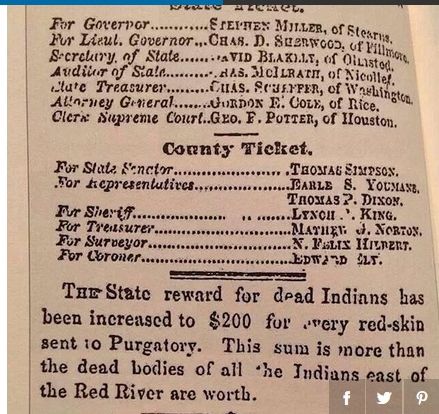 State Ticket.
For Governor..........STEPHEN MILLER, of Stearns.
For Lieut. Governor...CHAS. D. SHERWOOD, of Fillmore.
Secretary of State.....DAVID BLAKELY, of Olmsted.
Auditor of State.......CHAS. McILRATH, of Nicollet.
State Treasurer........CHAS. SCHEFFER, of Washington.
Attorney General......GORDON E. COLE, of Rice.
Clerk Supreme Court..GEO. F. POTTER, of Houston.
County Ticket.
For State Senator..................THOMAS SIMPSON.
For Representatives..............EARLE S. YOUMANS.
THOMAS P. DIXON.
For Sheriff..................LYNCH KING.
For Treasurer.....................MATHEW J. NORTON.
For Surveyor......................N. FELIX HILBERT.
For Coroner.......................EDWARD ELY.
THE State reward for dead Indians has
been increased to $200 for every red-skin
sent to Purgatory. This sum is more than
the dead bodies of all the Indians east of
the Red River are worth.